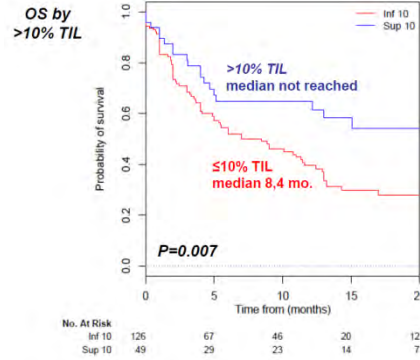 OS by
>10% TIL
Inf 10
Sup 10
>10% TIL
median not reached
≤10% TIL
median 8,4 mo.
P=0.007
Probability of survival
1.0
0.8
0.6
0.4
0.2
0.0
0 5 10 15 20
Time from (months)
No. At Risk
Inf 10 126 67 46 20 12
Sup 10 49 29 23 14 7